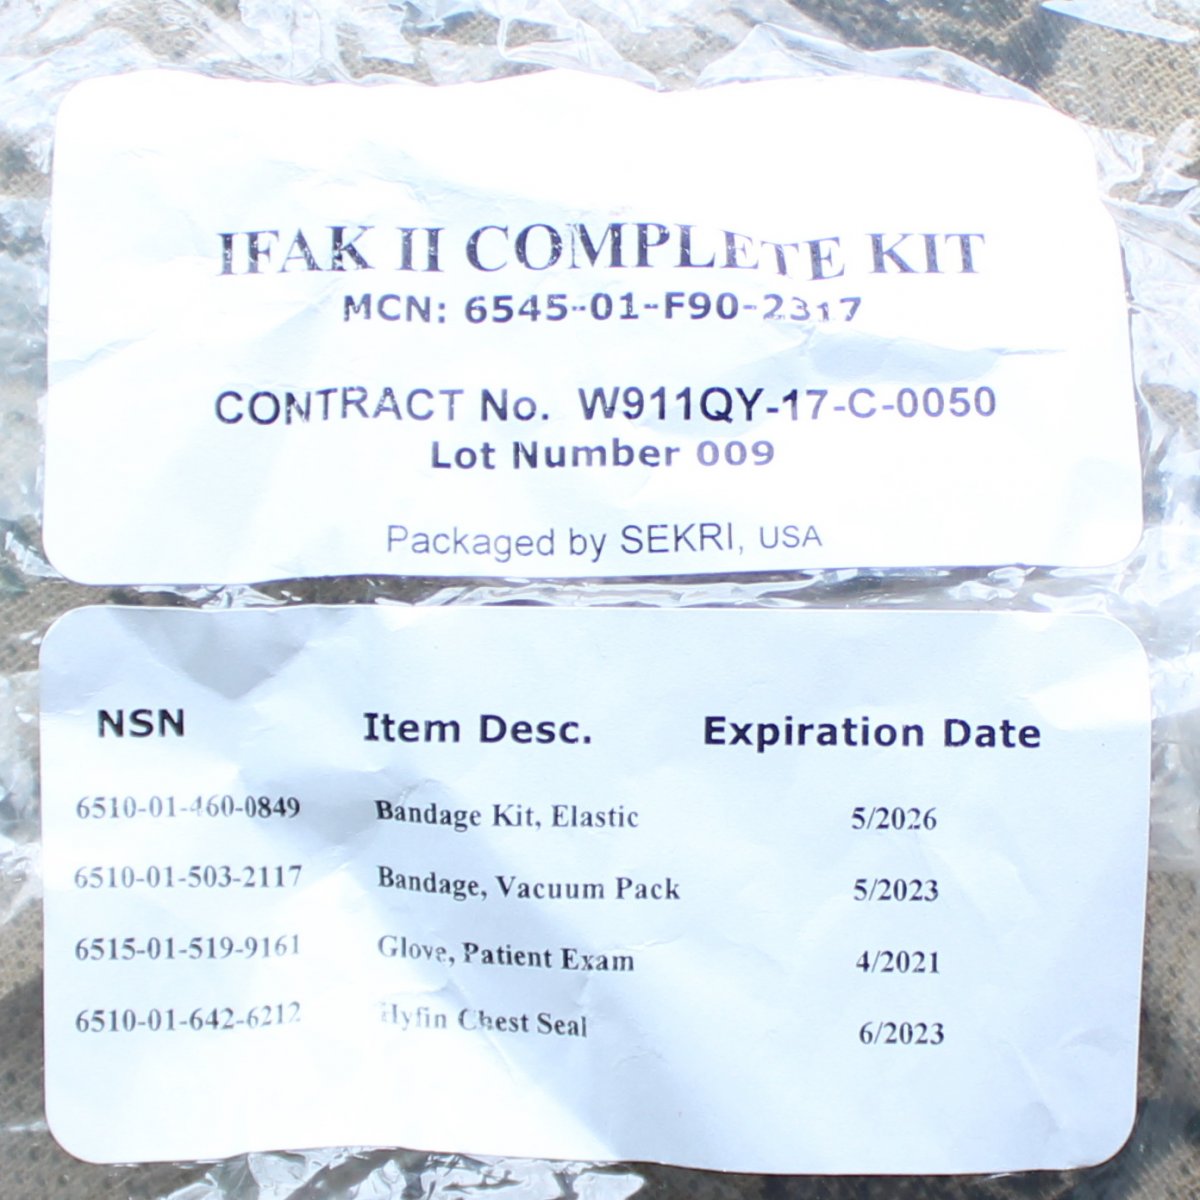 IFAK II COMPLETE KIT
MCN: 6545-01-F90-2317
CONTRACT No. W911QY-17-C-0050
Lot Number 009
Packaged by SEKRI, USA
NSN Item Desc. Expiration Date
6510-01-460-0849 Bandage Kit, Elastic 5/2026
6510-01-503-2117 Bandage, Vacuum Pack 5/2023
6515-01-519-9161 Glove, Patient Exam 4/2021
6510-01-642-6212 Hyfin Chest Seal 6/2023